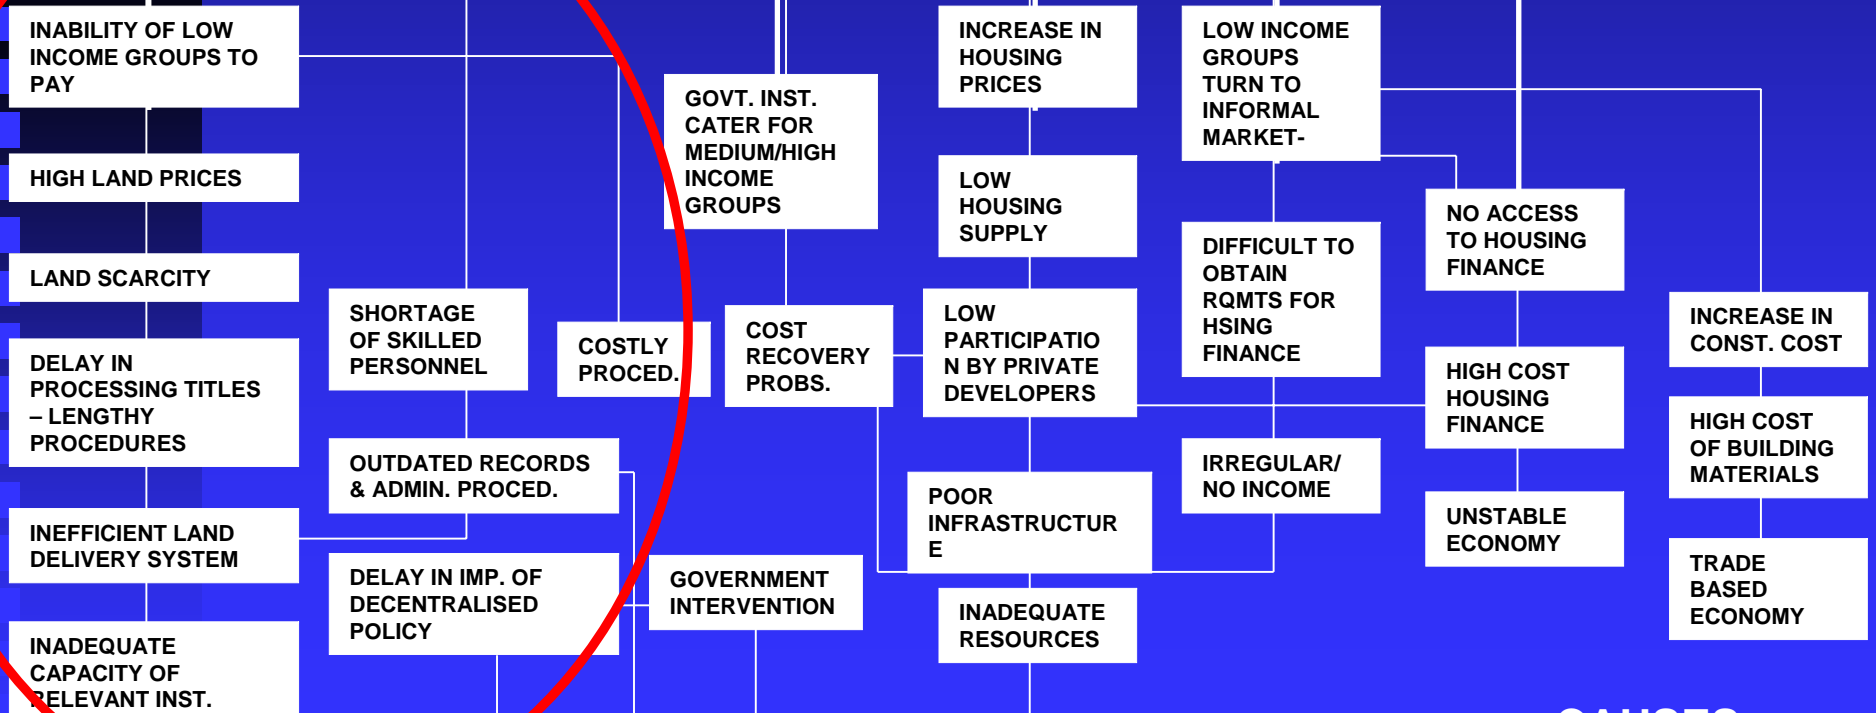 INABILITY OF LOW
INCOME GROUPS TO
PAY
HIGH LAND PRICES
LAND SCARCITY
DELAY IN
PROCESSING TITLES
– LENGTHY
PROCEDURES
INEFFICIENT LAND
DELIVERY SYSTEM
INADEQUATE
CAPACITY OF
RELEVANT INST.
SHORTAGE
OF SKILLED
PERSONNEL
OUTDATED RECORDS
& ADMIN. PROCED.
DELAY IN IMP. OF
DECENTRALISED
POLICY
COSTLY
PROCED.
GOVT. INST.
CATER FOR
MEDIUM/HIGH
INCOME
GROUPS
COST
RECOVERY
PROBS.
GOVERNMENT
INTERVENTION
INCREASE IN
HOUSING
PRICES
LOW
HOUSING
SUPPLY
LOW
PARTICIPATIO
N BY PRIVATE
DEVELOPERS
POOR
INFRASTRUCTUR
E
INADEQUATE
RESOURCES
LOW INCOME
GROUPS
TURN TO
INFORMAL
MARKET-
DIFFICULT TO
OBTAIN
RQMTS FOR
HSING
FINANCE
IRREGULAR/
NO INCOME
NO ACCESS
TO HOUSING
FINANCE
HIGH COST
HOUSING
FINANCE
UNSTABLE
ECONOMY
INCREASE IN
CONST. COST
HIGH COST
OF BUILDING
MATERIALS
TRADE
BASED
ECONOMY
CAUSES